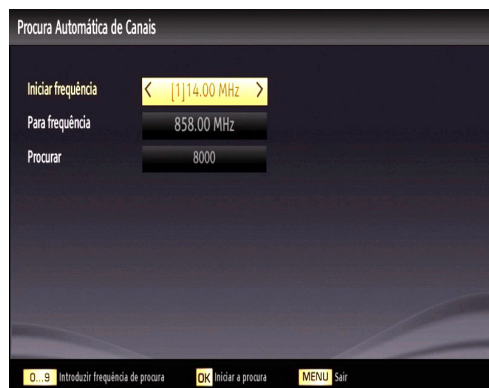 Procura Automática de Canais
Iniciar frequência < [1]14.00 MHz >
Para frequência 858.00 MHz
Procurar 8000
0...9 Introduzir frequência de procura OK Iniciar a procura MENU Sair